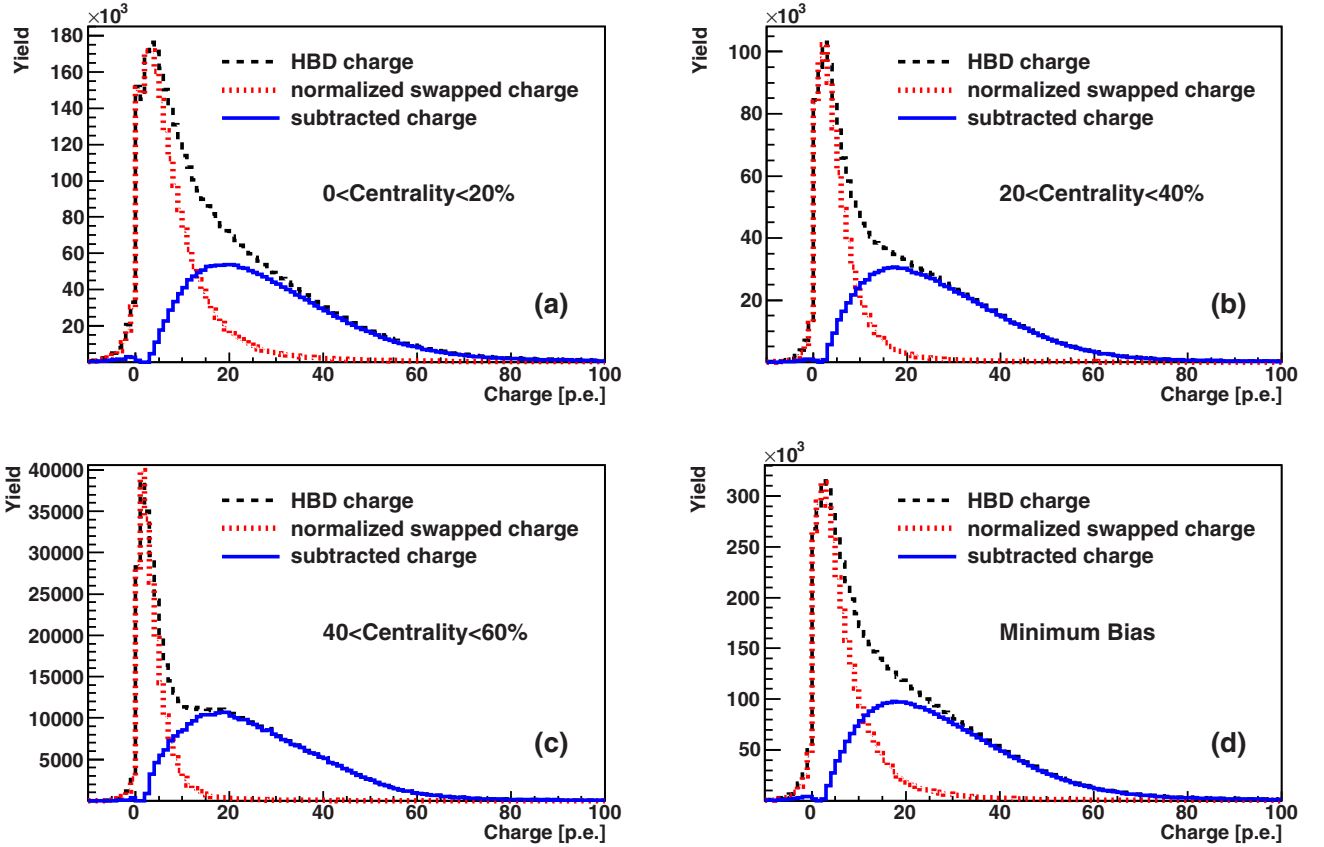 ×10³
Yield
180
160
140
120
100
80
60
40
20
HBD charge
normalized swapped charge
subtracted charge
0<Centrality<20%
(a)
0 20 40 60 80 100
Charge [p.e.]
×10³
Yield
100
80
60
40
20
HBD charge
normalized swapped charge
subtracted charge
20<Centrality<40%
(b)
0 20 40 60 80 100
Charge [p.e.]
Yield
40000
35000
30000
25000
20000
15000
10000
5000
HBD charge
normalized swapped charge
subtracted charge
40<Centrality<60%
(c)
0 20 40 60 80 100
Charge [p.e.]
×10³
Yield
300
250
200
150
100
50
HBD charge
normalized swapped charge
subtracted charge
Minimum Bias
(d)
0 20 40 60 80 100
Charge [p.e.]